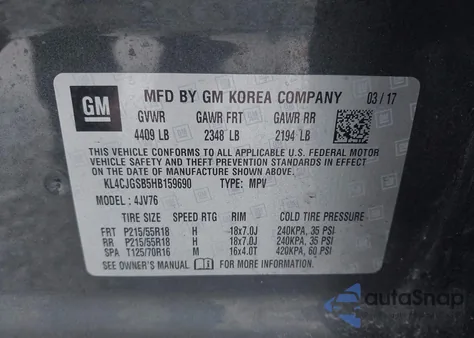 GM
MFD BY GM KOREA COMPANY 03/17
GVWR GAWR FRT GAWR RR
4409 LB 2348 LB 2194 LB
THIS VEHICLE CONFORMS TO ALL APPLICABLE U.S. FEDERAL MOTOR
VEHICLE SAFETY, BUMPER, AND THEFT PREVENTION STANDARDS IN EFFECT
ON THE DATE OF MANUFACTURE SHOWN ABOVE.
KL4CJGSB5HB159690 TYPE: MPV
MODEL: 4JV76
TIRE SIZE SPEED RTG RIM COLD TIRE PRESSURE
FRT P215/55R18 H 18x7.0J 240KPA, 35 PSI
RR P215/55R18 H 18x7.0J 240KPA, 35 PSI
SPA T125/70R16 M 16x4.0T 420KPA, 60 PSI
SEE OWNER'S MANUAL i FOR MORE INFORMATION.
autoSnap